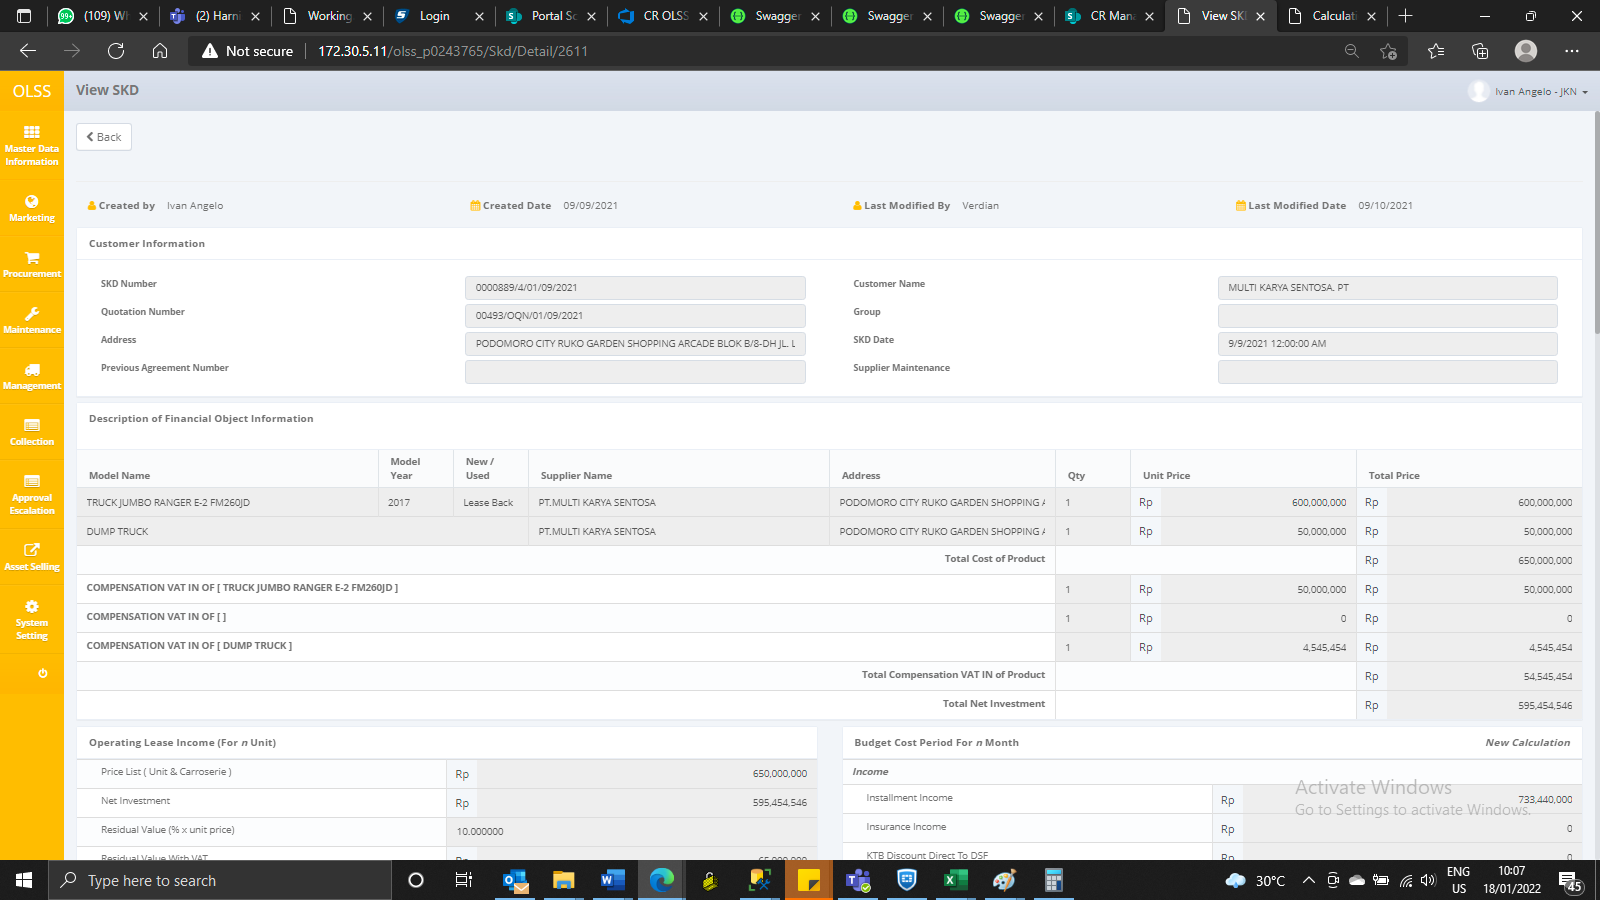 (109) Wh
(2) Harni
Working
Login
Portal Sc
CR OLSS
Swagger
Swagger
Swagger
CR Mana
View SKD
Calculati
Not secure 172.30.5.11/olss_p0243765/Skd/Detail/2611
OLSS
View SKD
Ivan Angelo - JKN
Master Data Information
Marketing
Procurement
Maintenance
Management
Collection
Approval Escalation
Asset Selling
System Setting
Back
Created by Ivan Angelo
Created Date 09/09/2021
Last Modified By Verdian
Last Modified Date 09/10/2021
Customer Information
SKD Number 0000889/4/01/09/2021 Customer Name MULTI KARYA SENTOSA. PT
Quotation Number 00493/OQN/01/09/2021 Group
Address PODOMORO CITY RUKO GARDEN SHOPPING ARCADE BLOK B/8-DH JL. L SKD Date 9/9/2021 12:00:00 AM
Previous Agreement Number Supplier Maintenance
Description of Financial Object Information
Model Name Model Year New / Used Supplier Name Address Qty Unit Price Total Price
TRUCK JUMBO RANGER E-2 FM260JD 2017 Lease Back PT.MULTI KARYA SENTOSA PODOMORO CITY RUKO GARDEN SHOPPING A 1 Rp 600,000,000 Rp 600,000,000
DUMP TRUCK PT.MULTI KARYA SENTOSA PODOMORO CITY RUKO GARDEN SHOPPING A 1 Rp 50,000,000 Rp 50,000,000
Total Cost of Product Rp 650,000,000
COMPENSATION VAT IN OF [ TRUCK JUMBO RANGER E-2 FM260JD ] 1 Rp 50,000,000 Rp 50,000,000
COMPENSATION VAT IN OF [ ] 1 Rp 0 Rp 0
COMPENSATION VAT IN OF [ DUMP TRUCK ] 1 Rp 4,545,454 Rp 4,545,454
Total Compensation VAT IN of Product Rp 54,545,454
Total Net Investment Rp 595,454,546
Operating Lease Income (For n Unit)
Price List ( Unit & Carroserie ) Rp 650,000,000
Net Investment Rp 595,454,546
Residual Value (% x unit price) 10.000000
Residual Value With VAT Rp 65,000,000
Budget Cost Period For n Month New Calculation
Income
Installment Income Rp 733,440,000
Insurance Income Rp 0
KTB Discount Direct To DSF Rp 0
Activate Windows
Go to Settings to activate Windows.
Type here to search
30°C
ENG
US
10:07
18/01/2022
45